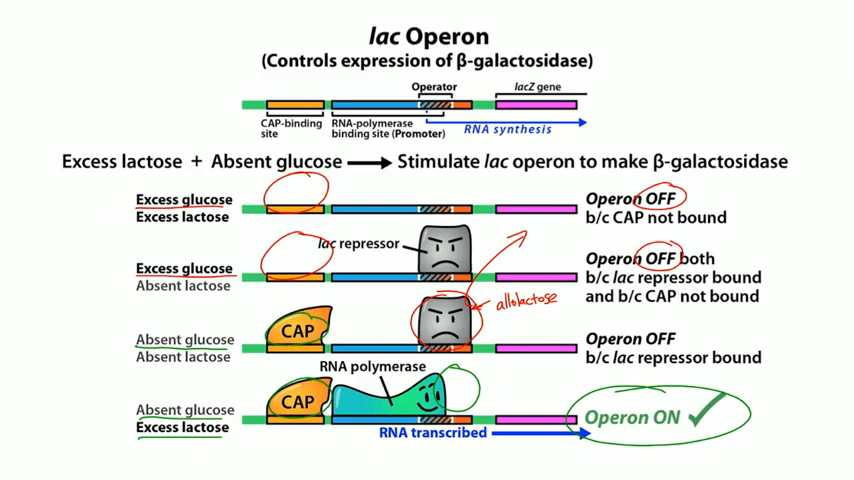 lac Operon
(Controls expression of β-galactosidase)
Operator
lacZ gene
CAP-binding
site
RNA-polymerase
binding site (Promoter)
RNA synthesis
Excess lactose + Absent glucose → Stimulate lac operon to make β-galactosidase
Excess glucose
Excess lactose
Operon OFF
b/c CAP not bound
lac repressor
Excess glucose
Absent lactose
Operon OFF both
b/c lac repressor bound
and b/c CAP not bound
allolactose
CAP
Absent glucose
Absent lactose
Operon OFF
b/c lac repressor bound
RNA polymerase
CAP
Absent glucose
Excess lactose
RNA transcribed
Operon ON ✓